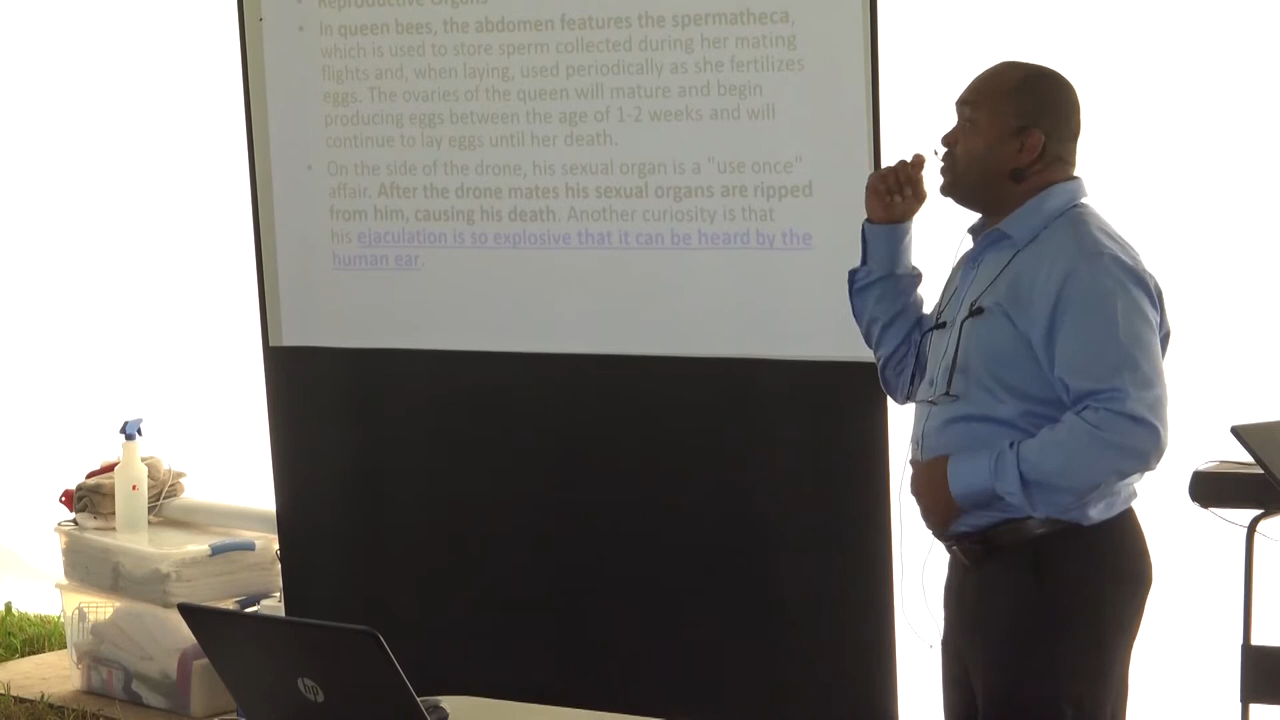 • Reproductive Organs
• In queen bees, the abdomen features the spermatheca,
which is used to store sperm collected during her mating
flights and, when laying, used periodically as she fertilizes
eggs. The ovaries of the queen will mature and begin
producing eggs between the age of 1-2 weeks and will
continue to lay eggs until her death.
• On the side of the drone, his sexual organ is a "use once"
affair. After the drone mates his sexual organs are ripped
from him, causing his death. Another curiosity is that
his ejaculation is so explosive that it can be heard by the
human ear.
hp